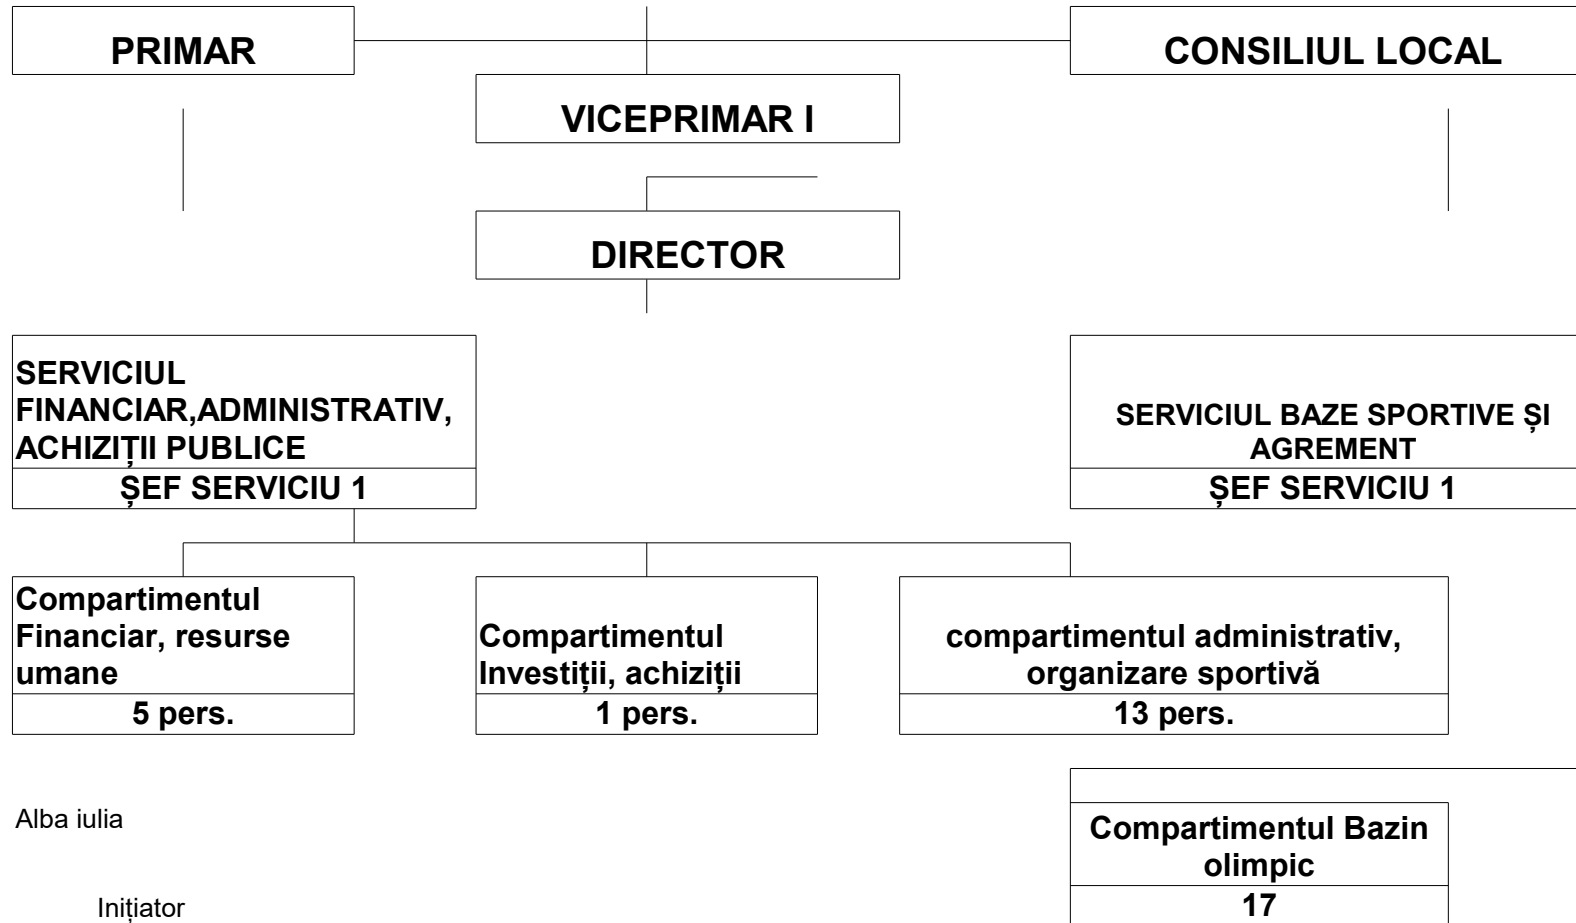 PRIMAR
CONSILIUL LOCAL
VICEPRIMAR I
DIRECTOR
SERVICIUL
FINANCIAR,ADMINISTRATIV,
ACHIZIȚII PUBLICE
ȘEF SERVICIU 1
SERVICIUL BAZE SPORTIVE ȘI
AGREMENT
ȘEF SERVICIU 1
Compartimentul
Financiar, resurse
umane
5 pers.
Compartimentul
Investiții, achiziții
1 pers.
compartimentul administrativ,
organizare sportivă
13 pers.
Alba iulia
Compartimentul Bazin
olimpic
17
Inițiator